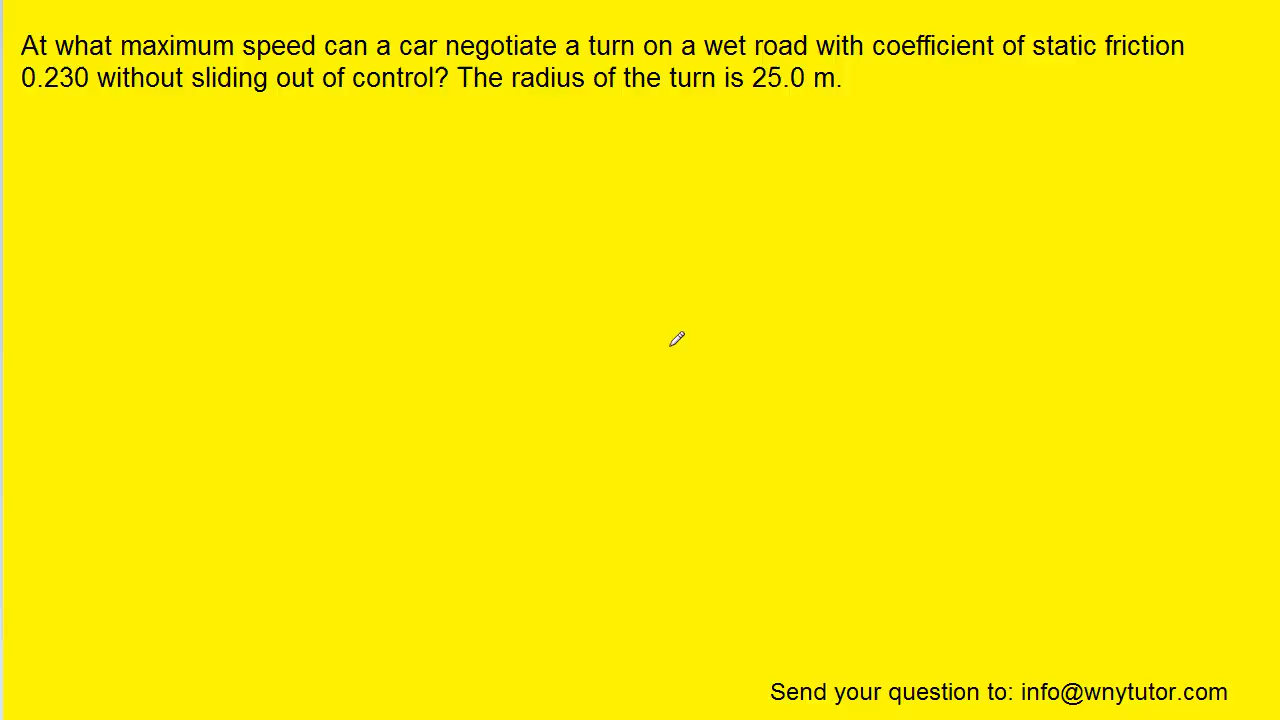 At what maximum speed can a car negotiate a turn on a wet road with coefficient of static friction
0.230 without sliding out of control? The radius of the turn is 25.0 m.
Send your question to: info@wnytutor.com